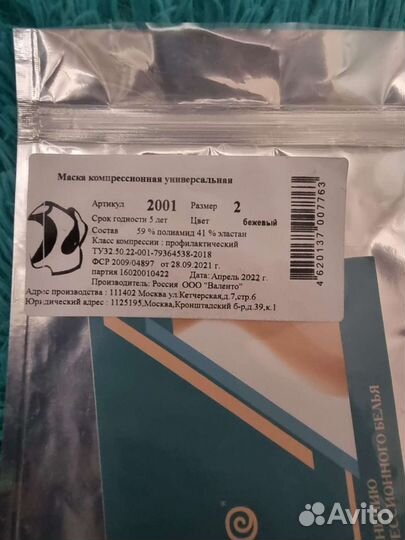 Маска компрессионная универсальная
Артикул 2001 Размер 2
Срок годности 5 лет Цвет бежевый
Состав 59 % полиамид 41 % эластан
Класс компрессии : профилактический
ТУ32.50.22-001-79364538-2018
ФСР 2009/04897 от 28.09.2021 г.
партия 16020010422 Дата: Апрель 2022 г.
Производитель: Россия ООО "Валенто"
Адрес производства : 111402 Москва ул.Кетчерская,д.7,стр.6
Юридический адрес : 1125195,Москва,Кронштадский б-р,д.39,к.1
4620137007763
ЕССИОННОГО БЕЛЬЯ
Avito